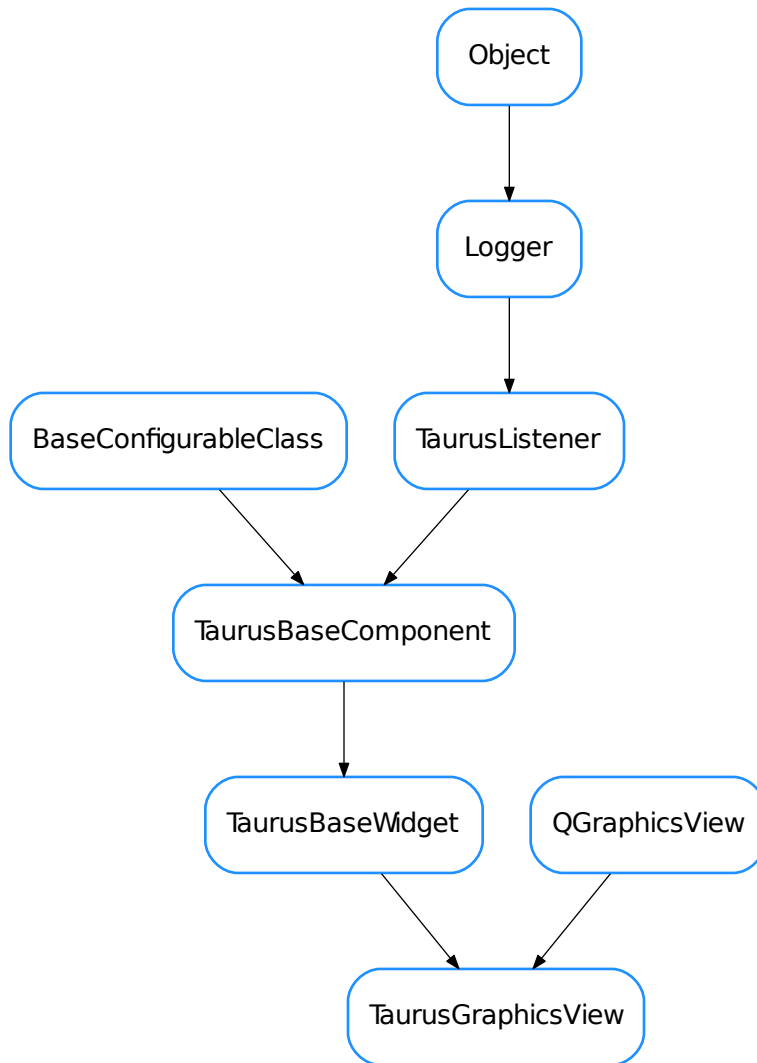 Object
Logger
BaseConfigurableClass
TaurusListener
TaurusBaseComponent
TaurusBaseWidget
QGraphicsView
TaurusGraphicsView